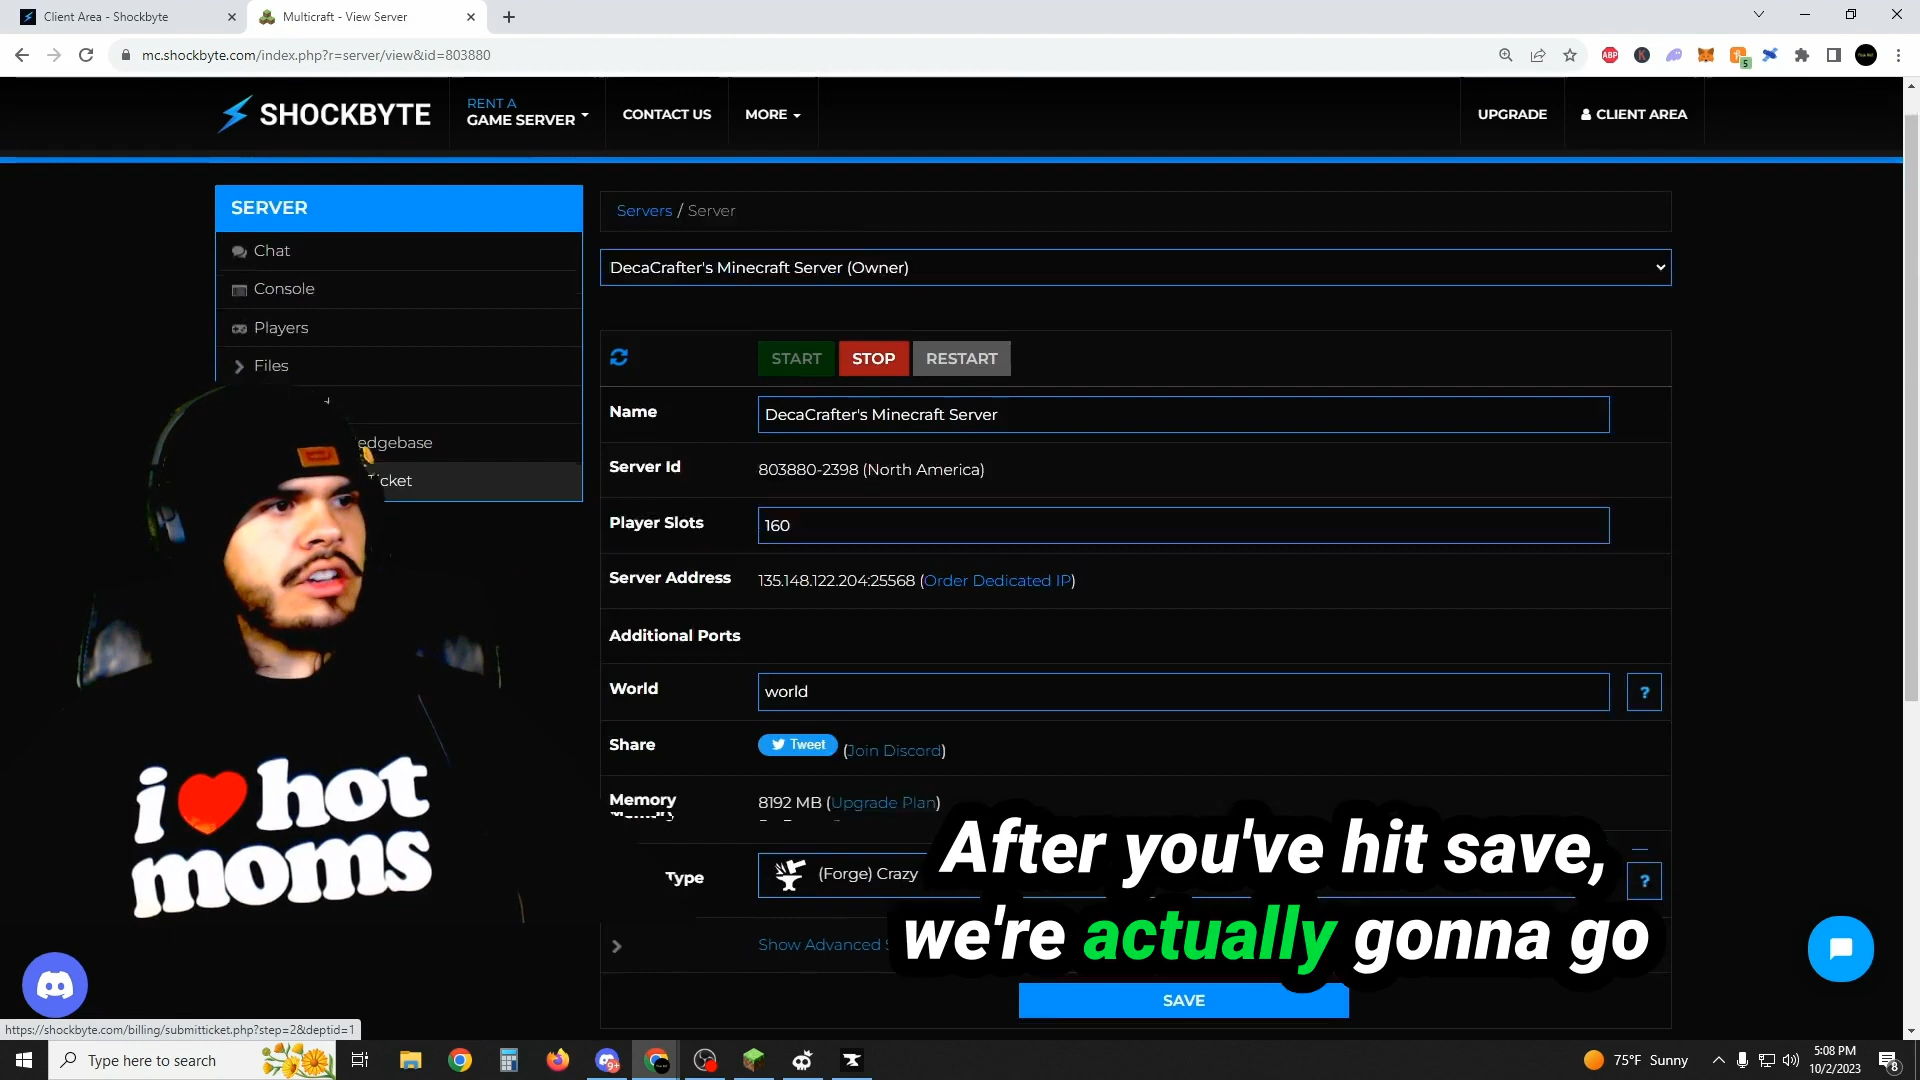 Client Area - Shockbyte
Multicraft - View Server
mc.shockbyte.com/index.php?r=server/view&id=803880
ABP
K
5
SHOCKBYTE
RENT A
GAME SERVER
CONTACT US
MORE
UPGRADE
CLIENT AREA
SERVER
Chat
Console
Players
Files
edgebase
Ticket
Servers / Server
DecaCrafter's Minecraft Server (Owner)
START
STOP
RESTART
Name
DecaCrafter's Minecraft Server
Server Id
803880-2398 (North America)
Player Slots
160
Server Address
135.148.122.204:25568 (Order Dedicated IP)
Additional Ports
World
world
?
Share
Tweet
(Join Discord)
Memory
8192 MB (Upgrade Plan)
Type
(Forge) Crazy
?
Show Advanced S
SAVE
After you've hit save,
we're actually gonna go
i ❤ hot
moms
https://shockbyte.com/billing/submitticket.php?step=2&deptid=1
Type here to search
9+
75°F Sunny
5:08 PM
10/2/2023
8